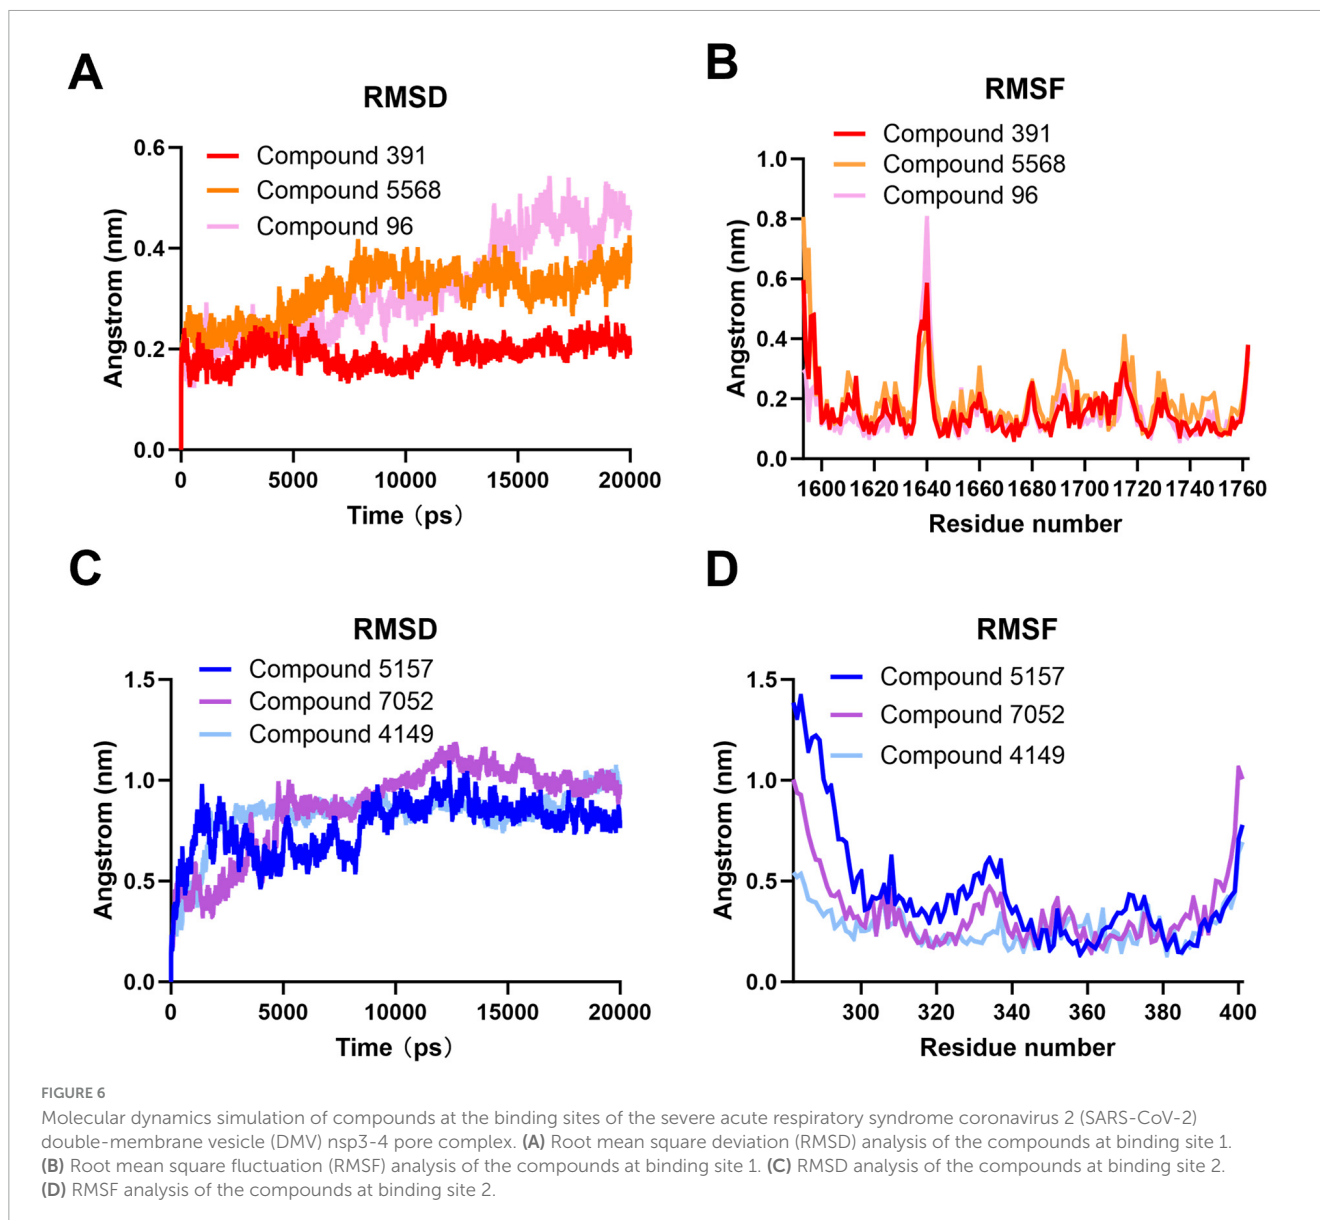 A
RMSD
Compound 391
Compound 5568
Compound 96
Angstrom (nm)
0.6
0.4
0.2
0.0
0 5000 10000 15000 20000
Time (ps)
B
RMSF
Compound 391
Compound 5568
Compound 96
Angstrom (nm)
1.0
0.8
0.6
0.4
0.2
0.0
1600 1620 1640 1660 1680 1700 1720 1740 1760
Residue number
C
RMSD
Compound 5157
Compound 7052
Compound 4149
Angstrom (nm)
1.5
1.0
0.5
0.0
0 5000 10000 15000 20000
Time (ps)
D
RMSF
Compound 5157
Compound 7052
Compound 4149
Angstrom (nm)
1.5
1.0
0.5
0.0
300 320 340 360 380 400
Residue number
FIGURE 6
Molecular dynamics simulation of compounds at the binding sites of the severe acute respiratory syndrome coronavirus 2 (SARS-CoV-2)
double-membrane vesicle (DMV) nsp3-4 pore complex. (A) Root mean square deviation (RMSD) analysis of the compounds at binding site 1.
(B) Root mean square fluctuation (RMSF) analysis of the compounds at binding site 1. (C) RMSD analysis of the compounds at binding site 2.
(D) RMSF analysis of the compounds at binding site 2.